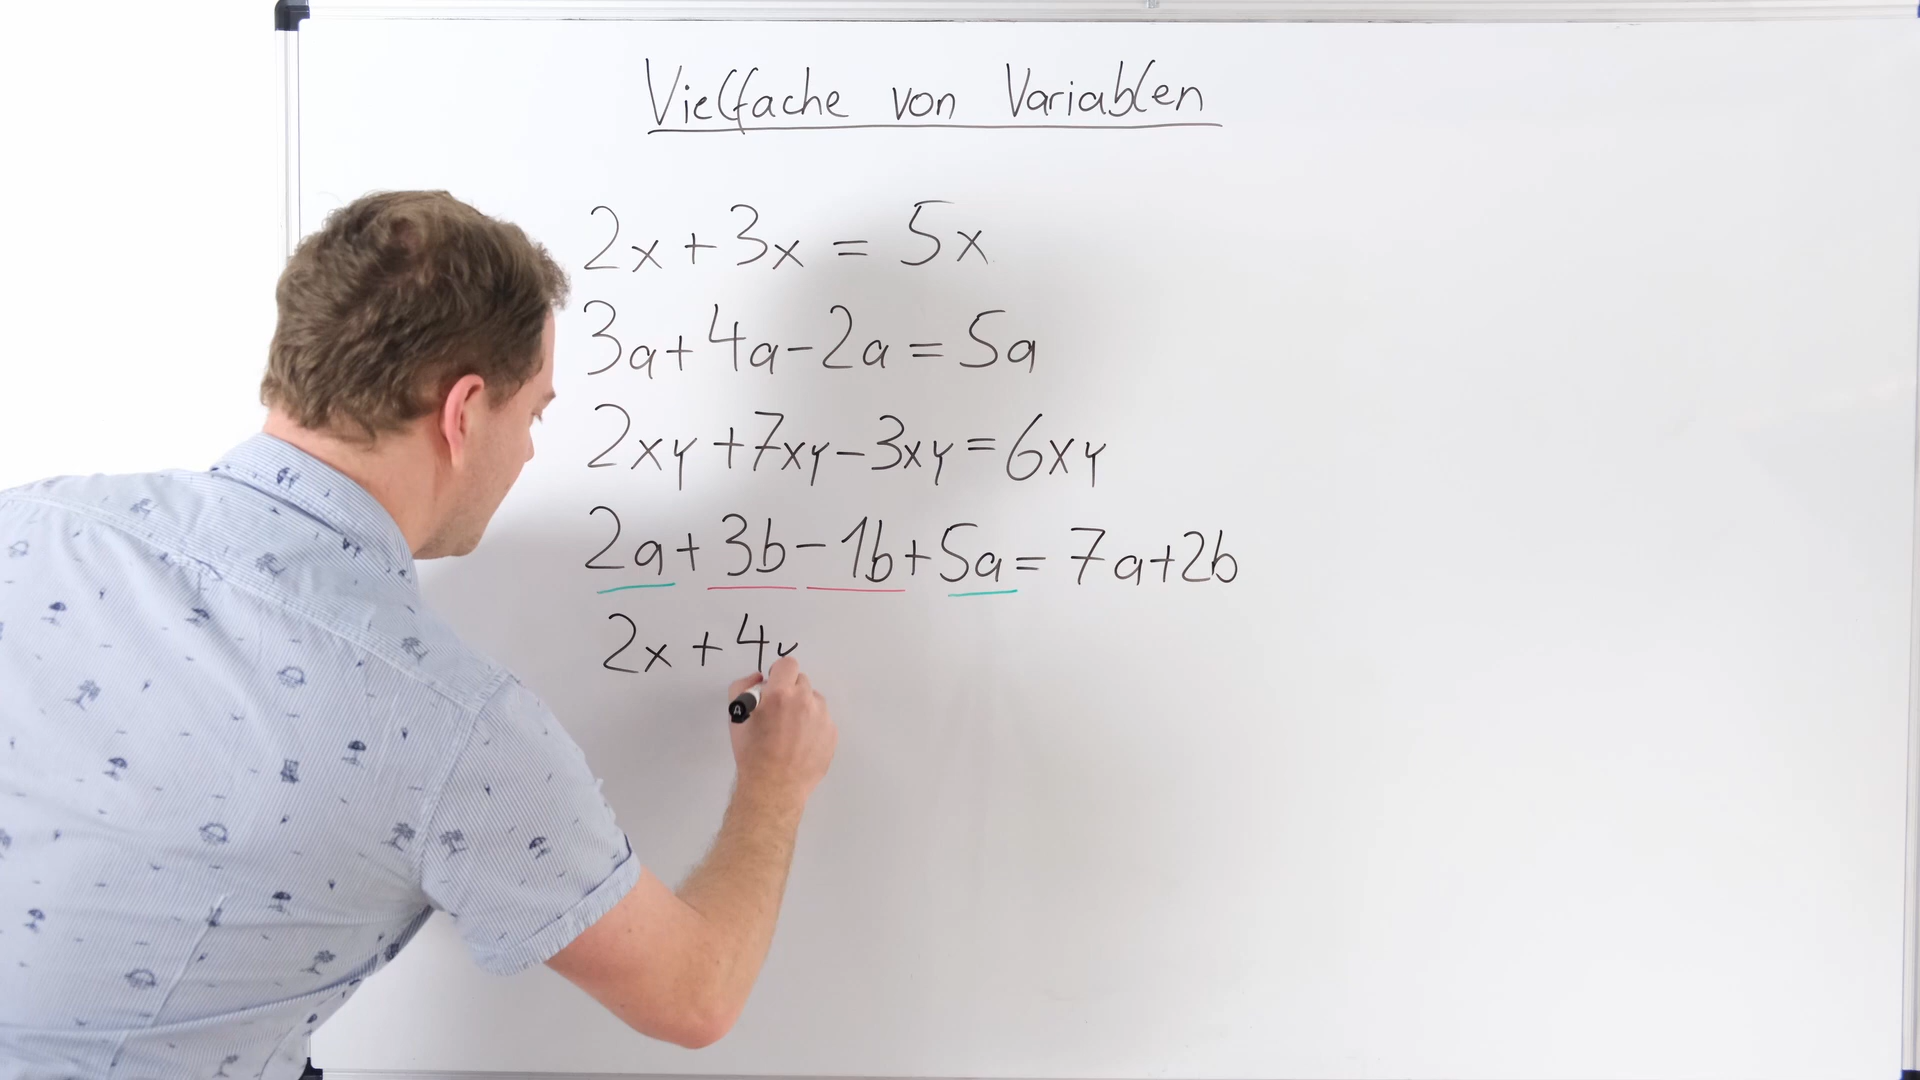 Vielfache von Variablen
2x + 3x = 5x
3a + 4a - 2a = 5a
2xy + 7xy - 3xy = 6xy
2a + 3b - 1b + 5a = 7a + 2b
2x + 4y